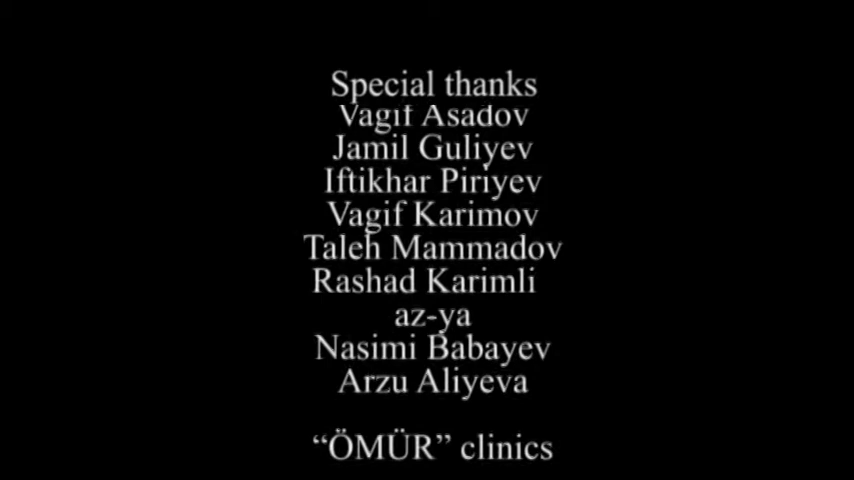 Special thanks
Vagif Asadov
Jamil Guliyev
Iftikhar Piriyev
Vagif Karimov
Taleh Mammadov
Rashad Karimli
az-ya
Nasimi Babayev
Arzu Aliyeva
“ÖMÜR” clinics